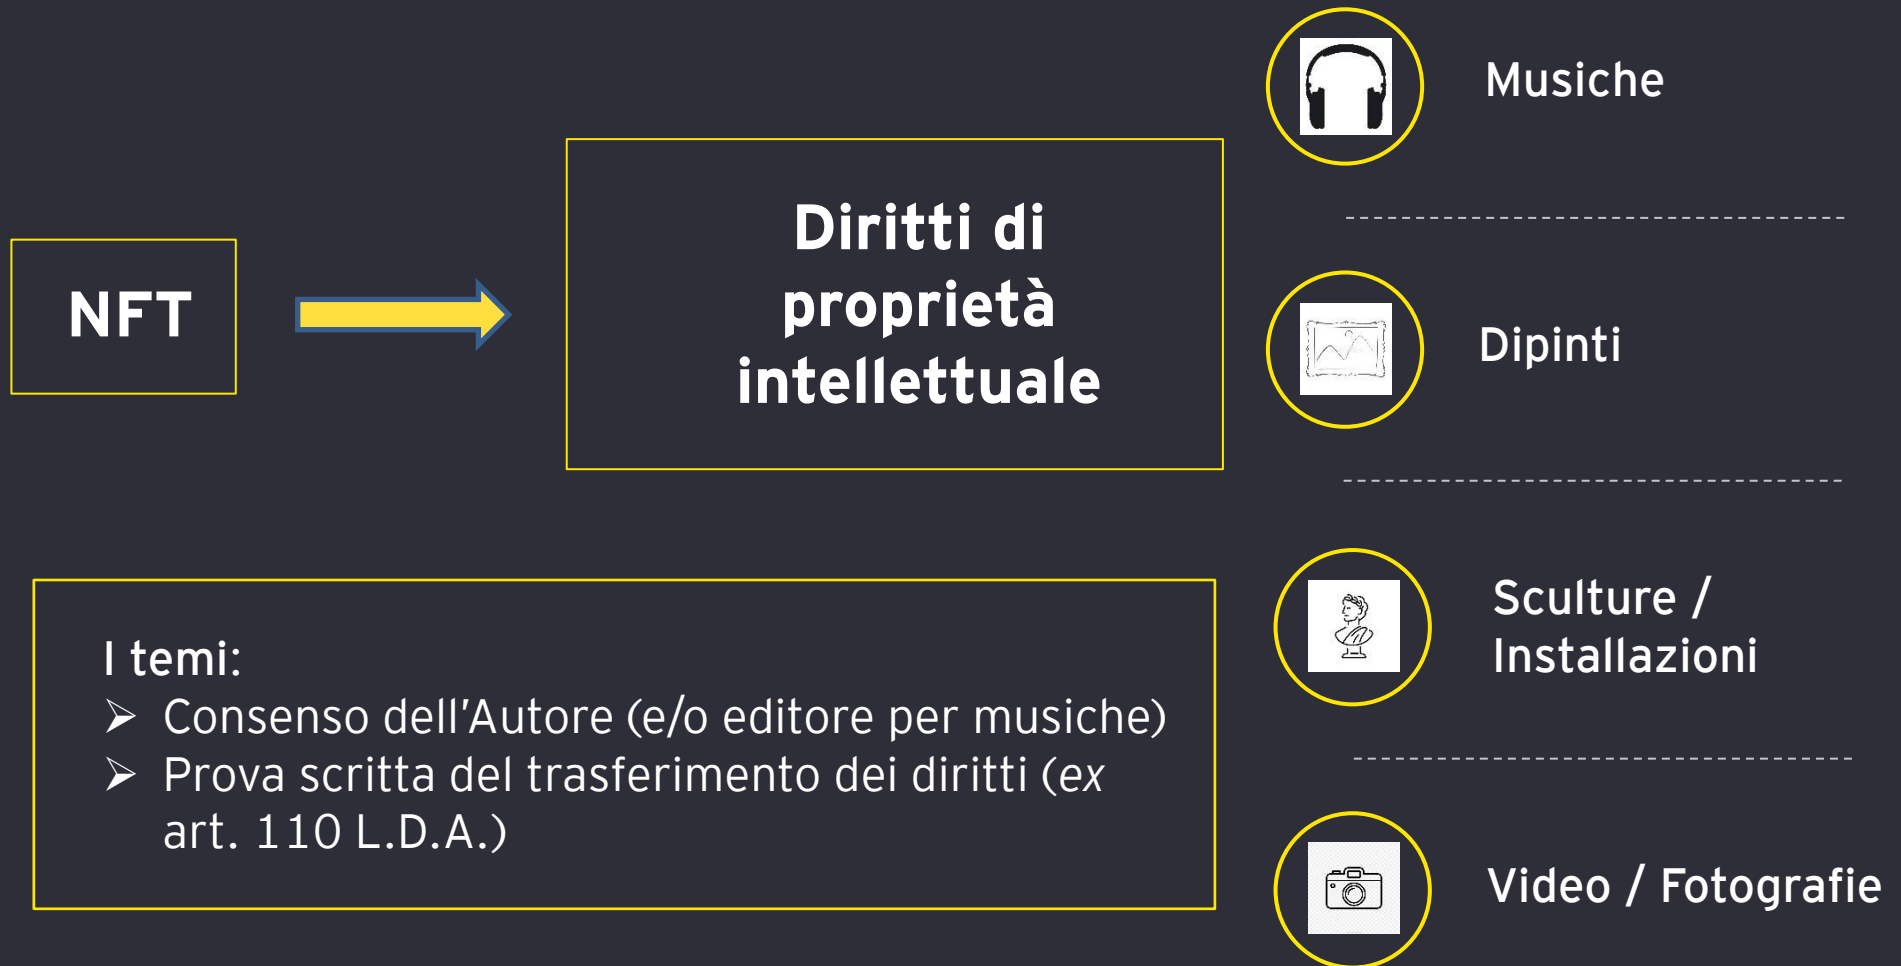 NFT
Diritti di
proprietà
intellettuale
Musiche
Dipinti
Sculture /
Installazioni
Video / Fotografie
I temi:
➢ Consenso dell’Autore (e/o editore per musiche)
➢ Prova scritta del trasferimento dei diritti (ex
art. 110 L.D.A.)